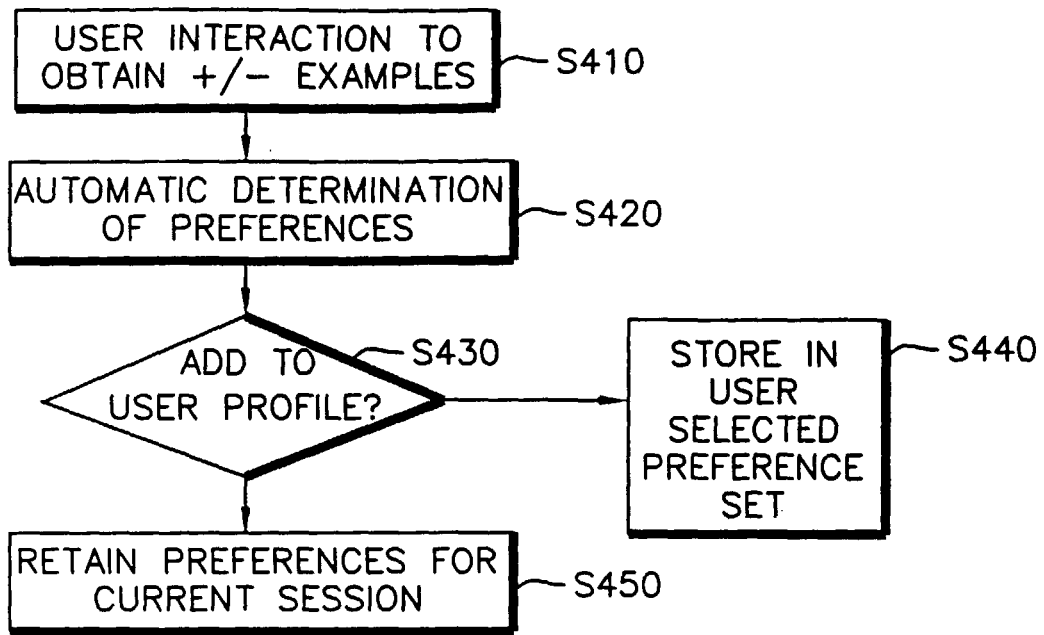 USER INTERACTION TO
OBTAIN +/- EXAMPLES
S410
AUTOMATIC DETERMINATION
OF PREFERENCES
S420
ADD TO
USER PROFILE?
S430
STORE IN
USER
SELECTED
PREFERENCE
SET
S440
RETAIN PREFERENCES FOR
CURRENT SESSION
S450